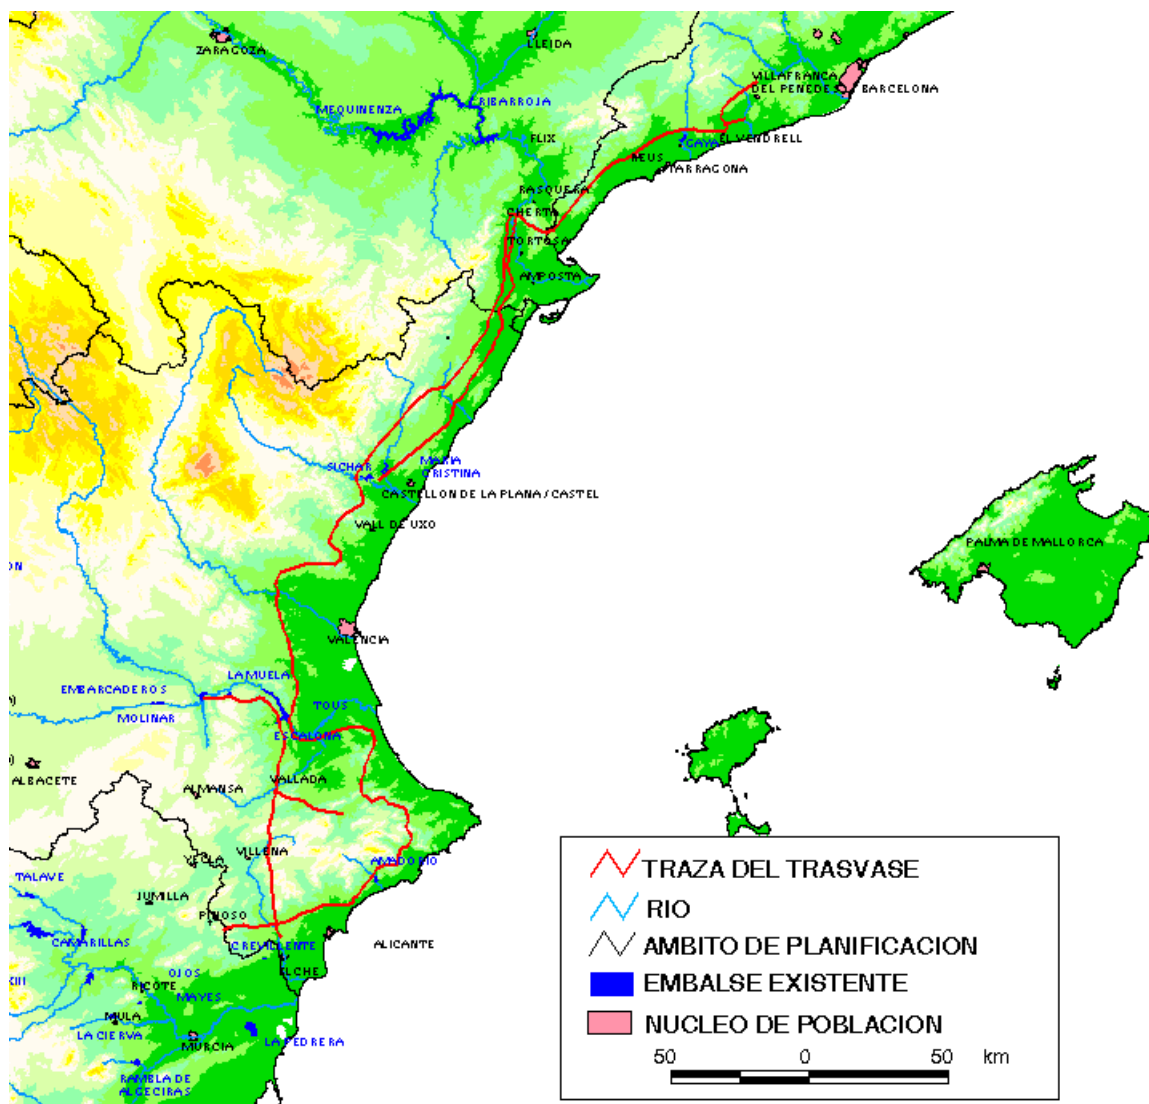 ZARAGOZA
LLEIDA
VILLAFRANCA
DEL PENEDES
BARCELONA
MEQUINENZA
RIBARROJA
FLIX
GAYA
EL VENDRELL
REUS
TARRAGONA
RASQUERA
CHERTA
TORTOSA
AMPOSTA
SICHAR
MARIA
CRISTINA
CASTELLON DE LA PLANA/CASTEL
VALL DE UXO
PALMA DE MALLORCA
ON
VALENCIA
LA MUELA
EMBARCADEROS
MOLINAR
TOUS
ESCALONA
)
)
ALBACETE
ALMANSA
VALLADA
YECLA
VILLENA
AMADORIO
TALAVE
JUMILLA
PINOSO
CAMARILLAS
CREVILLENTE
ALICANTE
ELCHE
XIII
OJOS
RICOTE
MAYES
MULA
LA CIERVA
MURCIA
LA PEDRERA
RAMBLA DE
ALGECIRAS
TRAZA DEL TRASVASE
RIO
AMBITO DE PLANIFICACION
EMBALSE EXISTENTE
NUCLEO DE POBLACION
50 0 50 km